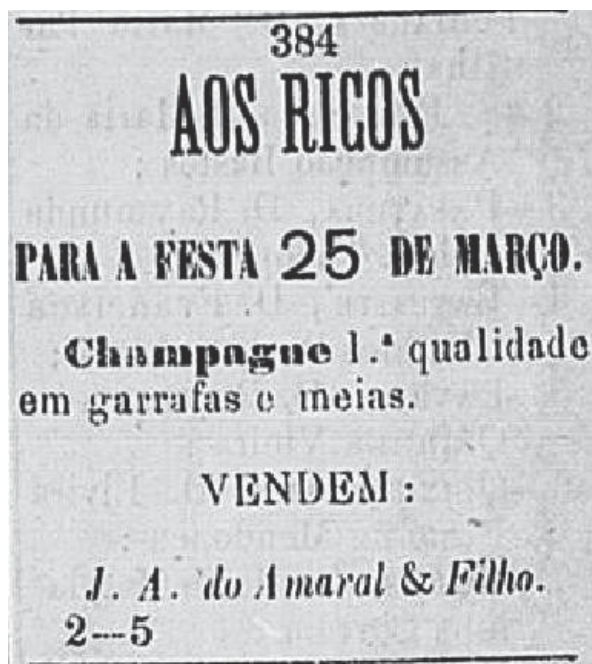 384
AOS RICOS
PARA A FESTA 25 DE MARÇO.
Champagne 1.ª qualidade
em garrafas e meias.
VENDEM :
J. A. do Amaral & Filho.
2—5